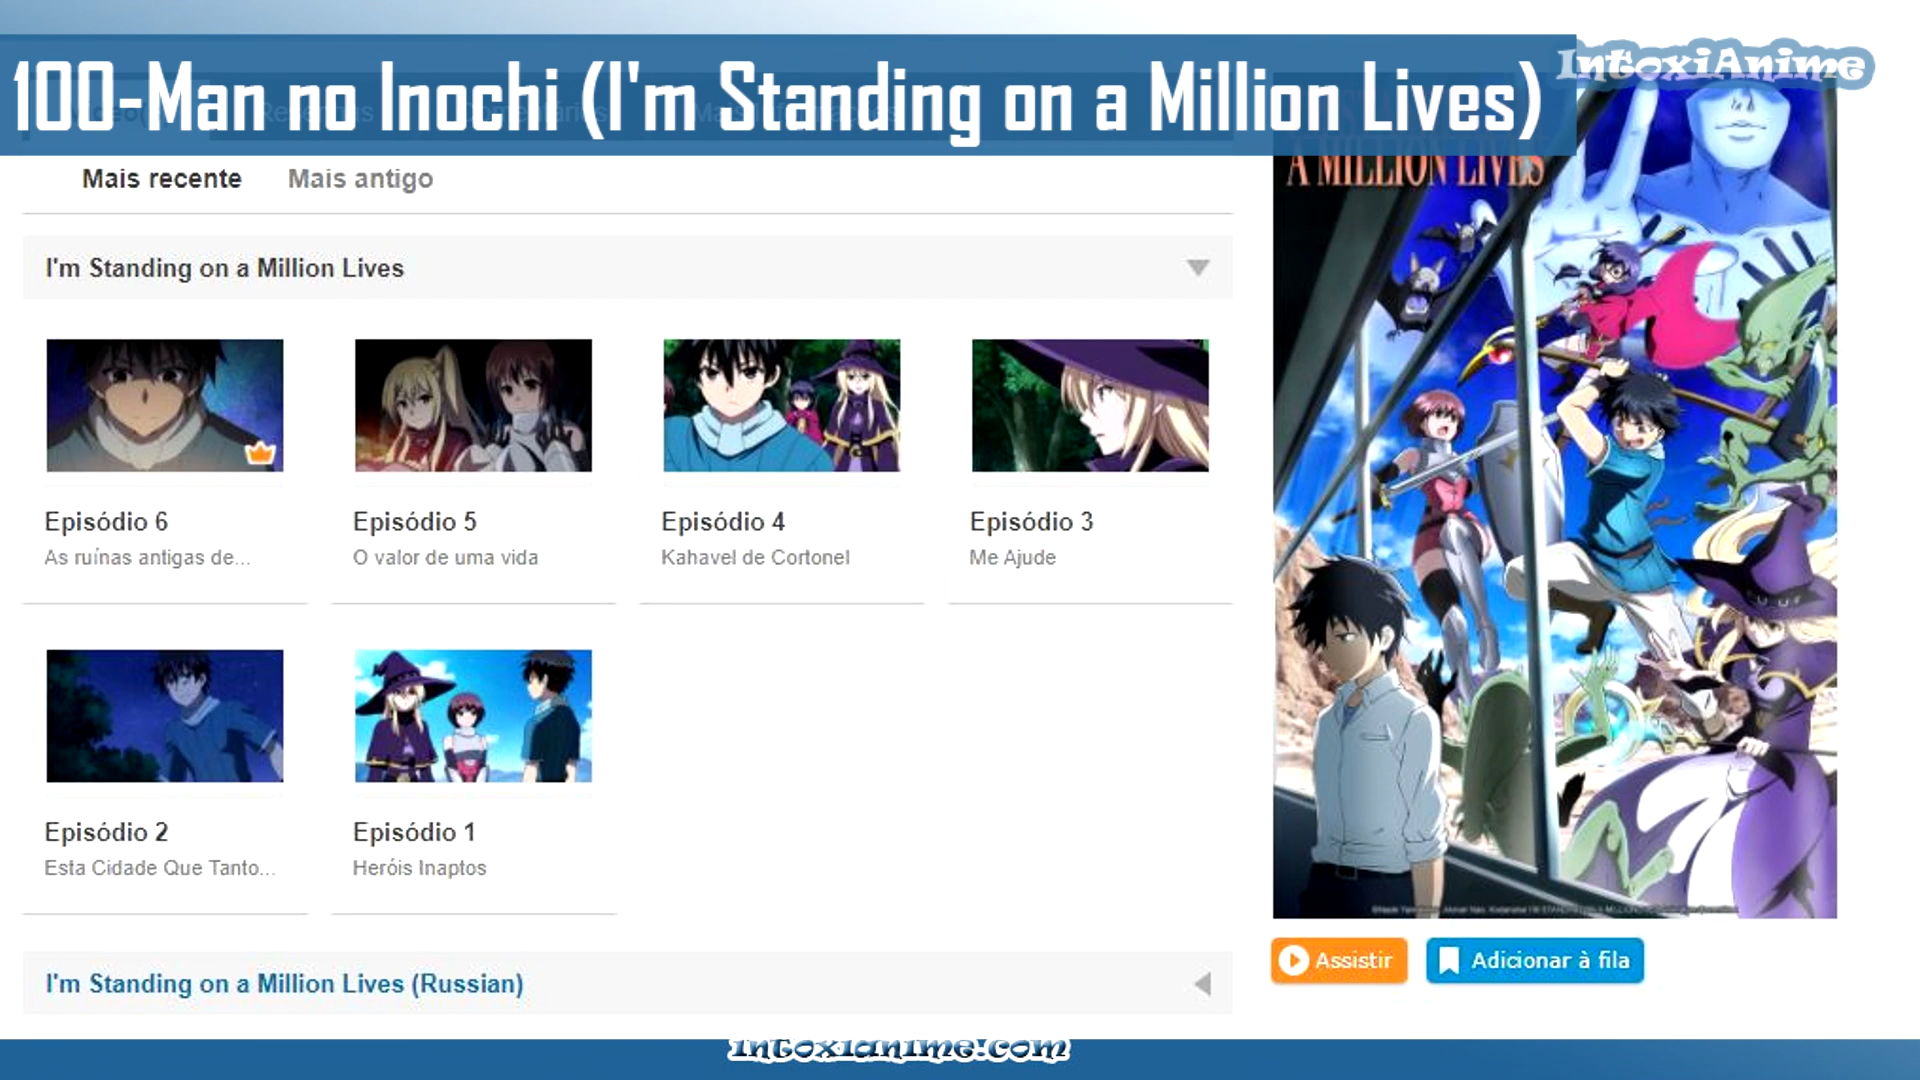 100-Man no Inochi (I'm Standing on a Million Lives)
IntoxiAnime
Mais recente
Mais antigo
A MILLION LIVES
I'm Standing on a Million Lives
Episódio 6
As ruínas antigas de...
Episódio 5
O valor de uma vida
Episódio 4
Kahavel de Cortonel
Episódio 3
Me Ajude
Episódio 2
Esta Cidade Que Tanto...
Episódio 1
Heróis Inaptos
I'm Standing on a Million Lives (Russian)
Assistir
Adicionar à fila
intoxianime.com